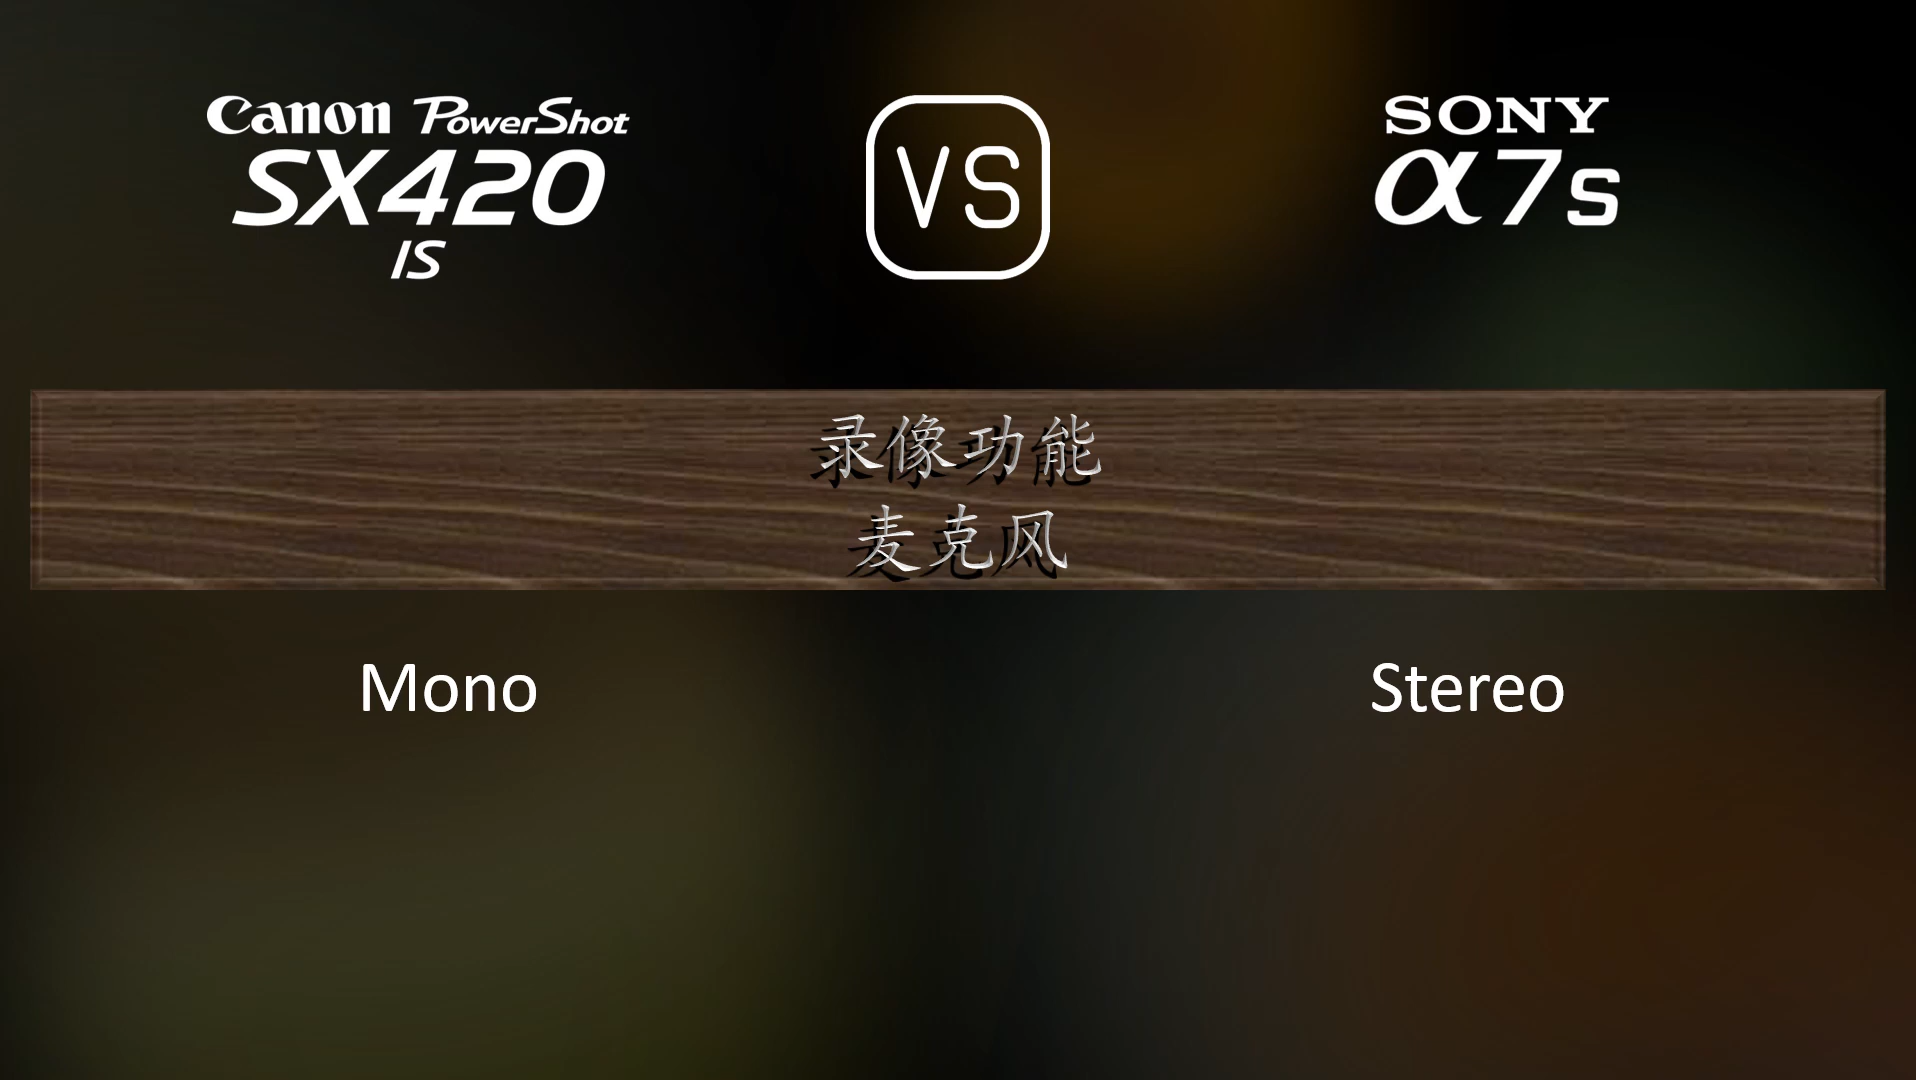 Canon PowerShot
SX420
IS
VS
SONY
α7s
录像功能
麦克风
Mono
Stereo